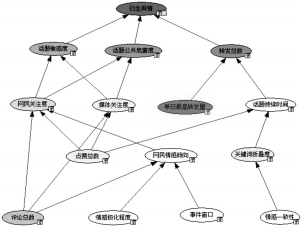 衍生舆情
话题敏感度
话题公共危害度
转发总数
网民关注度
媒体关注度
单日最高转发量
话题持续时间
点赞总数
网民情感倾向
关键词折叠度
评论总数
情感极化程度
事件窗口
情感一致性